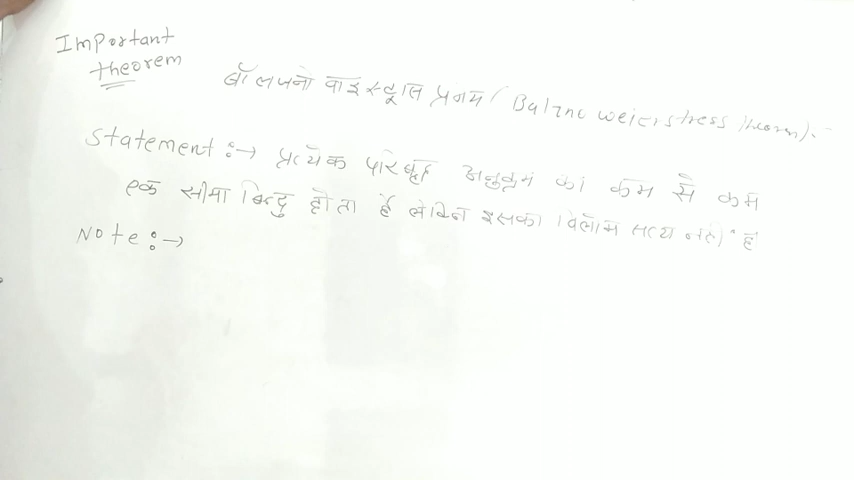 Important
theorem
बॉलजनो वाइस्ट्रास प्रमेय ( Balzno weierstress theorem):-
Statement :→ प्रत्येक परिबद्ध अनुक्रम का कम से कम
एक सीमा बिन्दु होता है लेकिन इसका विलोम सत्य नहीं है
Note :→